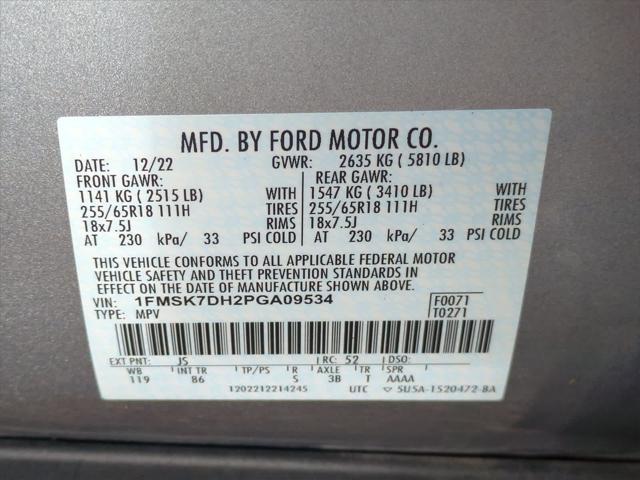 MFD. BY FORD MOTOR CO.
DATE: 12/22 GVWR: 2635 KG ( 5810 LB)
FRONT GAWR: REAR GAWR:
1141 KG ( 2515 LB) WITH 1547 KG ( 3410 LB) WITH
255/65R18 111H TIRES 255/65R18 111H TIRES
18x7.5J RIMS 18x7.5J RIMS
AT 230 kPa/ 33 PSI COLD AT 230 kPa/ 33 PSI COLD
THIS VEHICLE CONFORMS TO ALL APPLICABLE FEDERAL MOTOR
VEHICLE SAFETY AND THEFT PREVENTION STANDARDS IN
EFFECT ON THE DATE OF MANUFACTURE SHOWN ABOVE.
VIN: 1FMSK7DH2PGA09534 F0071
TYPE: MPV T0271
EXT PNT: JS RC: 52 DSO:
WB INT TR TP/PS R AXLE TR SPR
119 86 S 3B T AAAA
1202212214245 UTC 5U5A-1520472-BA